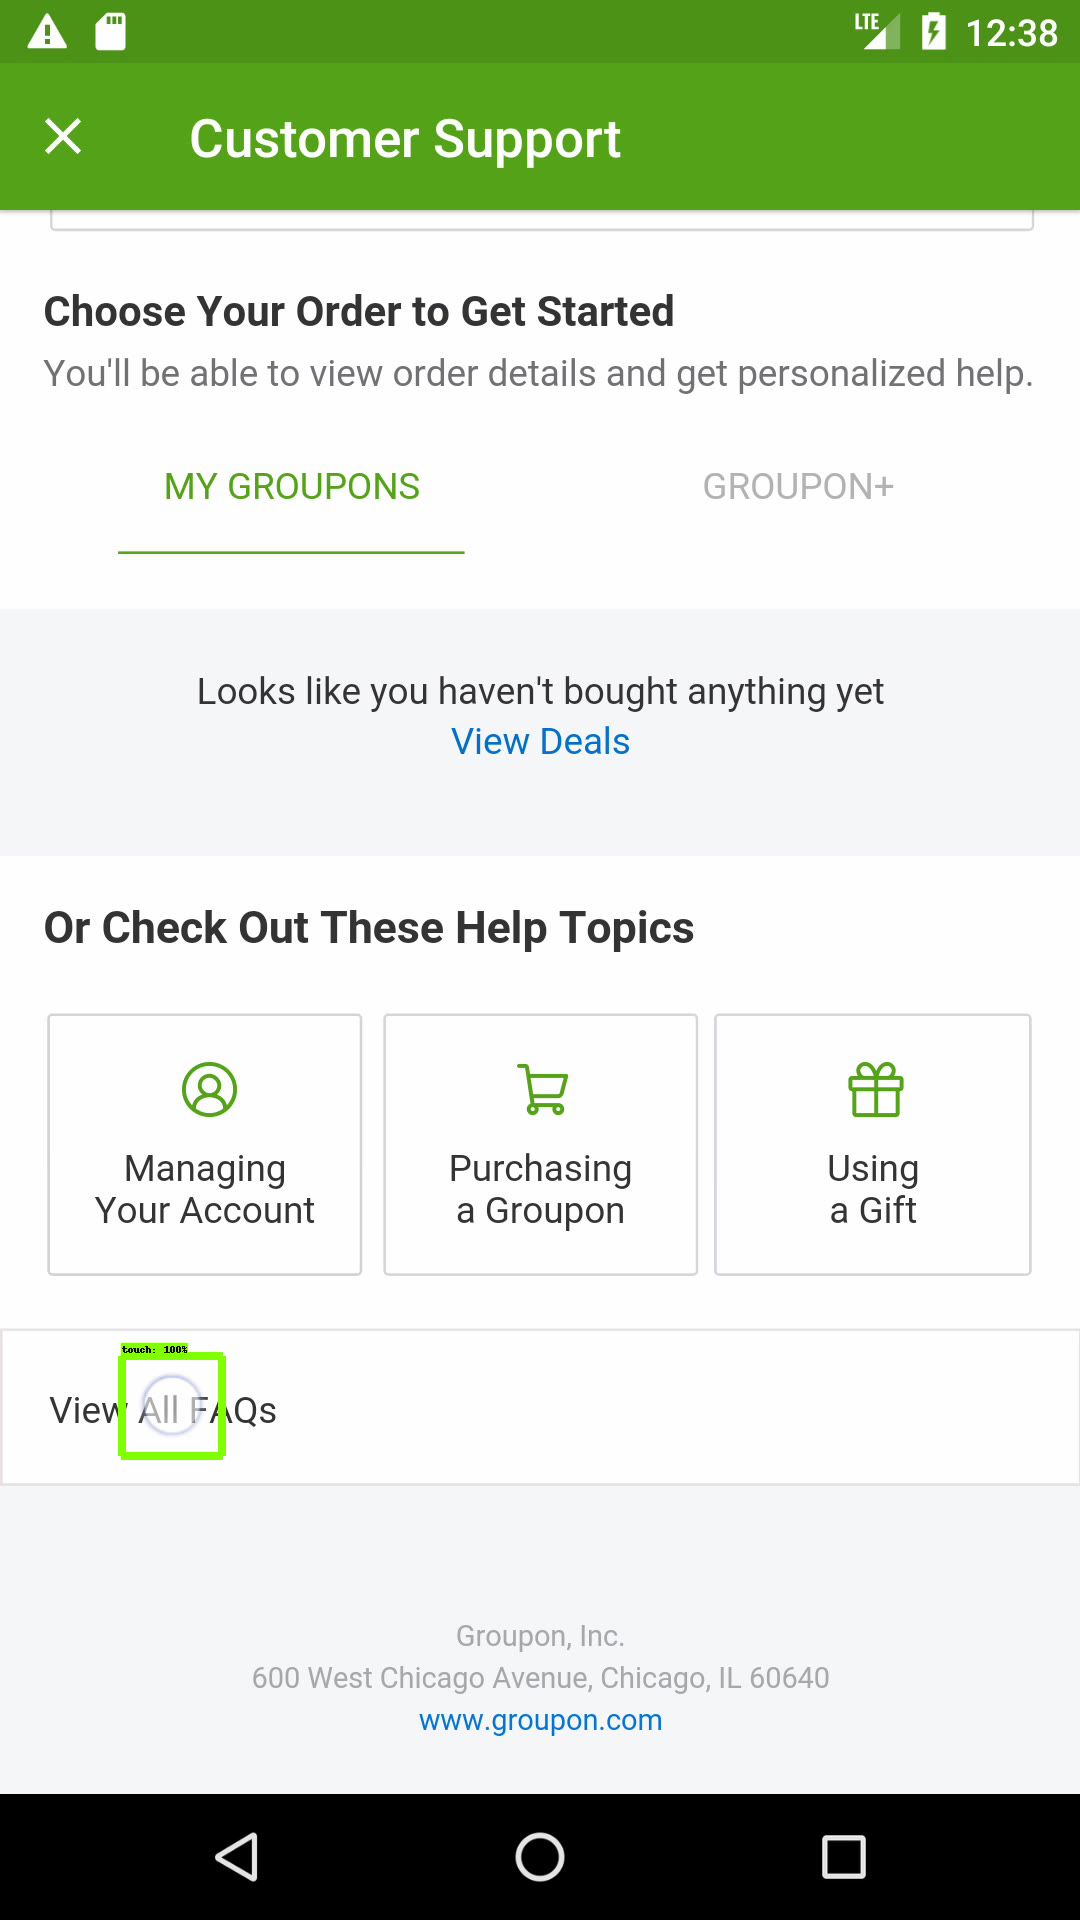 LTE 12:38
Customer Support
Choose Your Order to Get Started
You'll be able to view order details and get personalized help.
MY GROUPONS GROUPON+
Looks like you haven't bought anything yet
View Deals
Or Check Out These Help Topics
Managing
Your Account
Purchasing
a Groupon
Using
a Gift
touch: 100%
View All FAQs
Groupon, Inc.
600 West Chicago Avenue, Chicago, IL 60640
www.groupon.com